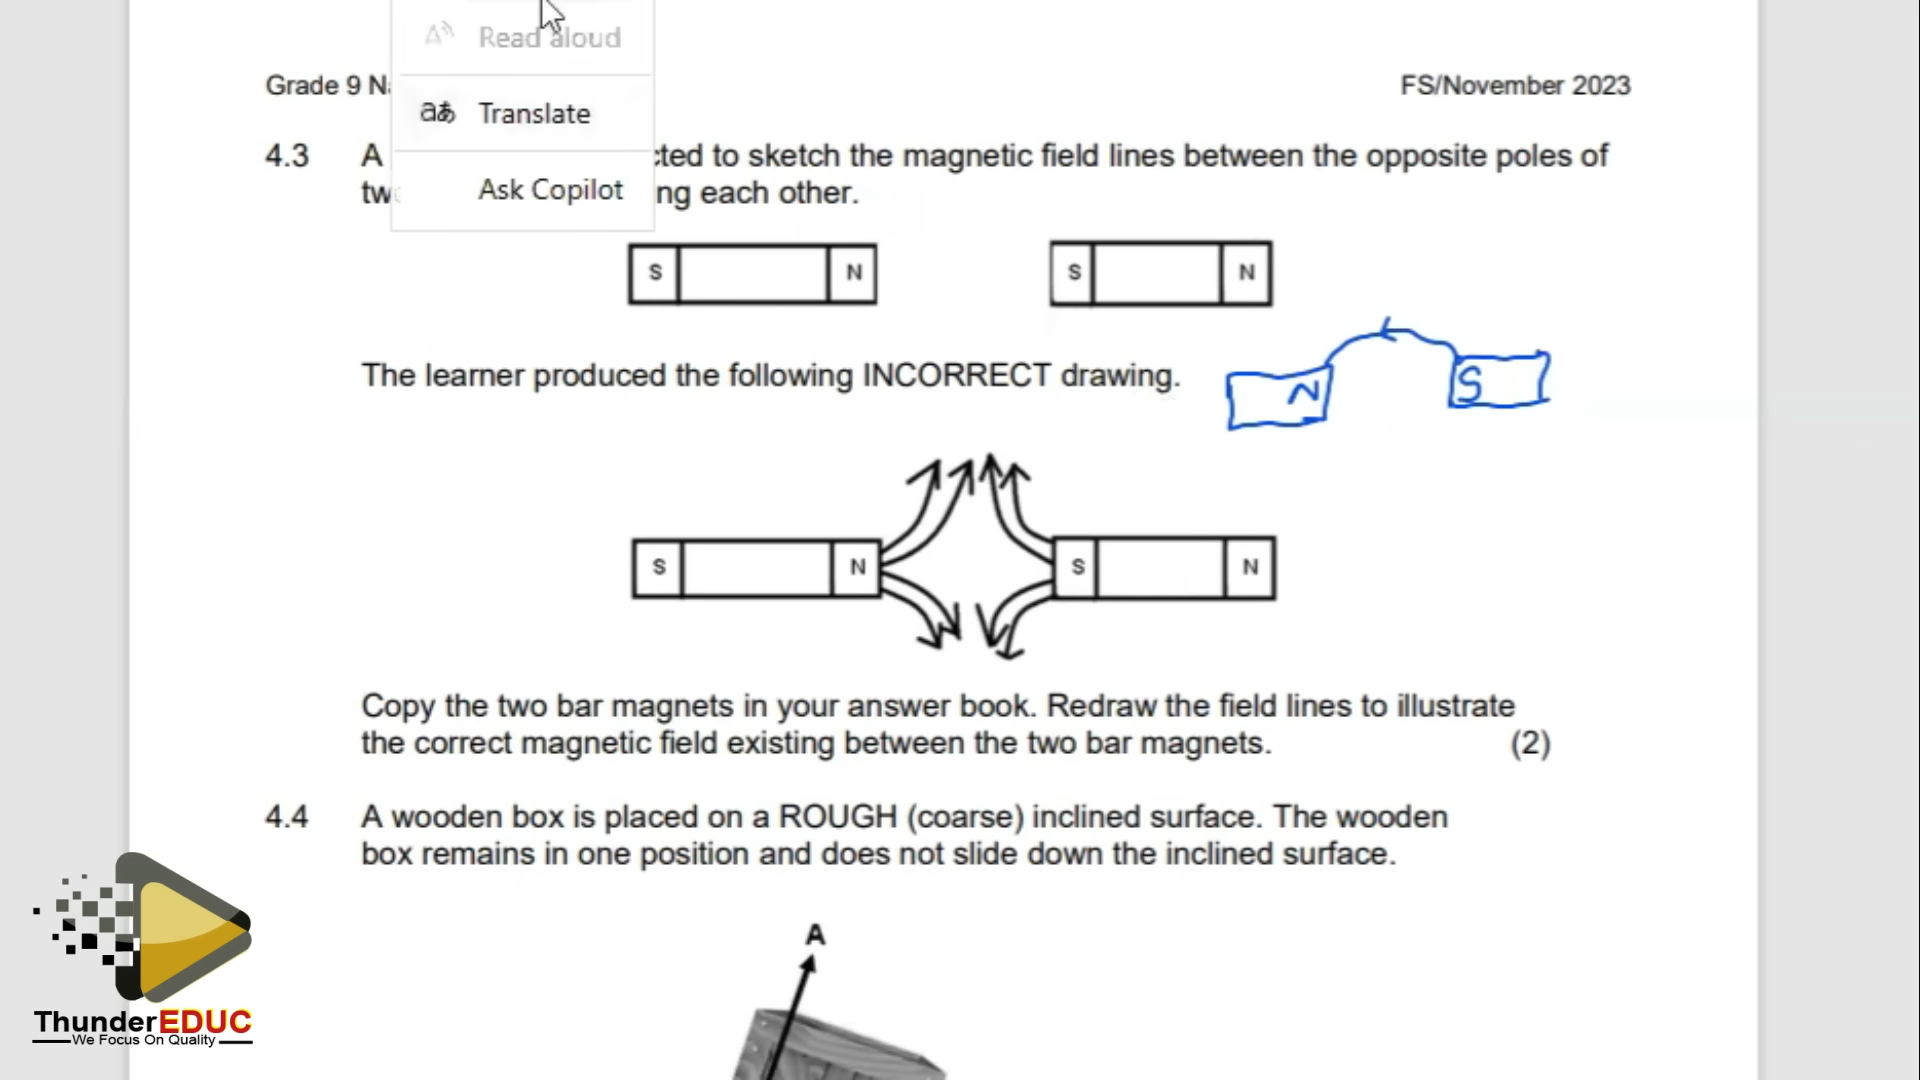 Read aloud
Grade 9 N
FS/November 2023
aあ Translate
4.3 A cted to sketch the magnetic field lines between the opposite poles of
Ask Copilot
tw ng each other.
S N S N
The learner produced the following INCORRECT drawing.
N S
S N S N
Copy the two bar magnets in your answer book. Redraw the field lines to illustrate
the correct magnetic field existing between the two bar magnets. (2)
4.4 A wooden box is placed on a ROUGH (coarse) inclined surface. The wooden
box remains in one position and does not slide down the inclined surface.
A
ThunderEDUC
We Focus On Quality